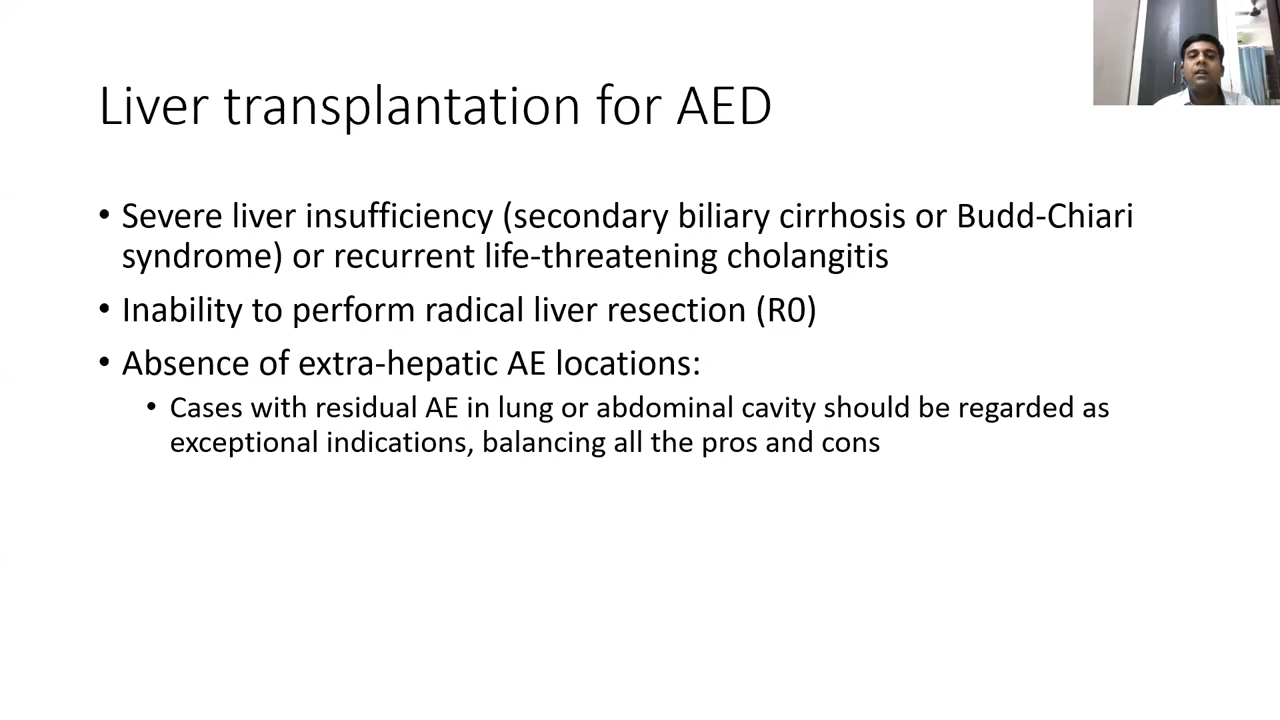 Liver transplantation for AED
• Severe liver insufficiency (secondary biliary cirrhosis or Budd-Chiari
syndrome) or recurrent life-threatening cholangitis
• Inability to perform radical liver resection (R0)
• Absence of extra-hepatic AE locations:
• Cases with residual AE in lung or abdominal cavity should be regarded as
exceptional indications, balancing all the pros and cons